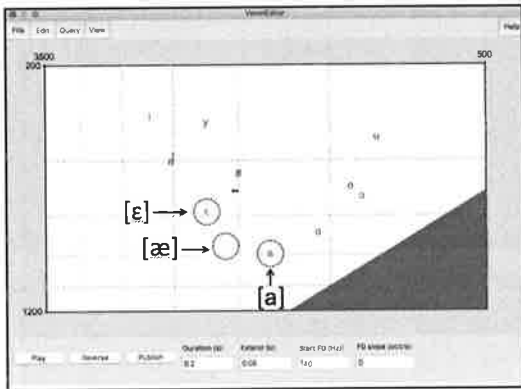 VowelEditor
File Edit Query View Help
3500 500
200
i
y
u
[ɛ]
[æ]
[a]
1200
Play Reverse Publish
Duration (s): 0.2
Extend (s): 0.05
Start F0 (Hz): 140
F0 slope (oct/s): 0